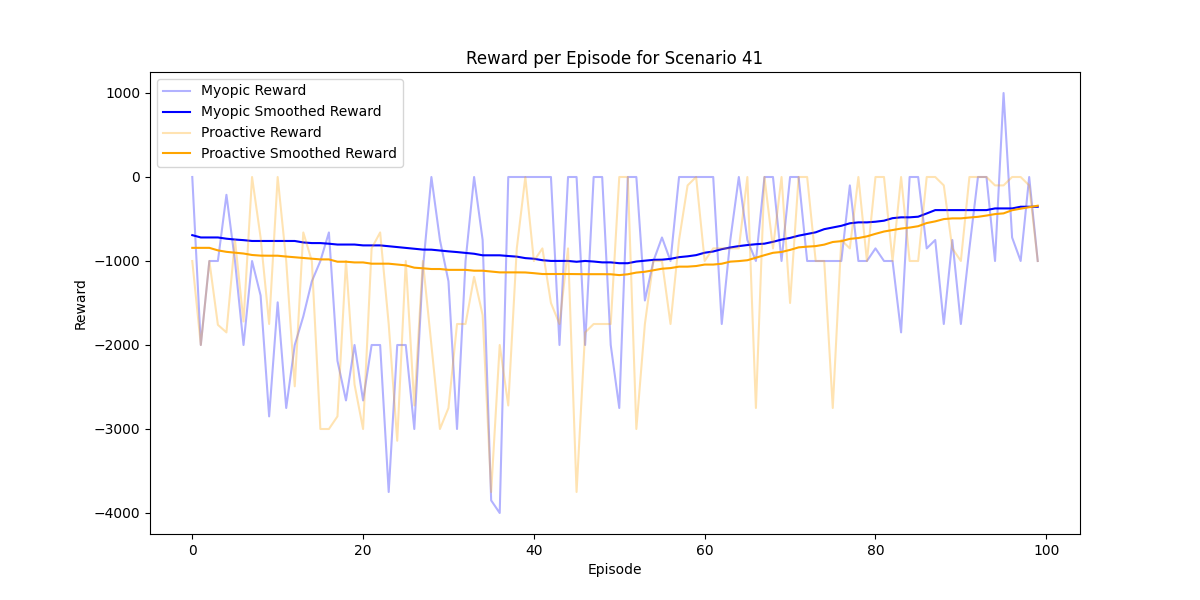 Reward per Episode for Scenario 41
Myopic Reward
Myopic Smoothed Reward
Proactive Reward
Proactive Smoothed Reward
1000
0
−1000
−2000
−3000
−4000
Reward
0 20 40 60 80 100
Episode